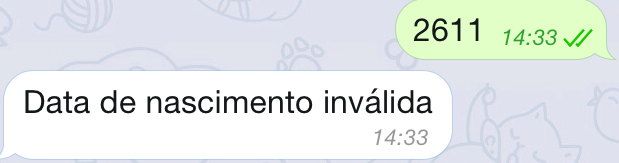 2611 14:33
Data de nascimento inválida
14:33